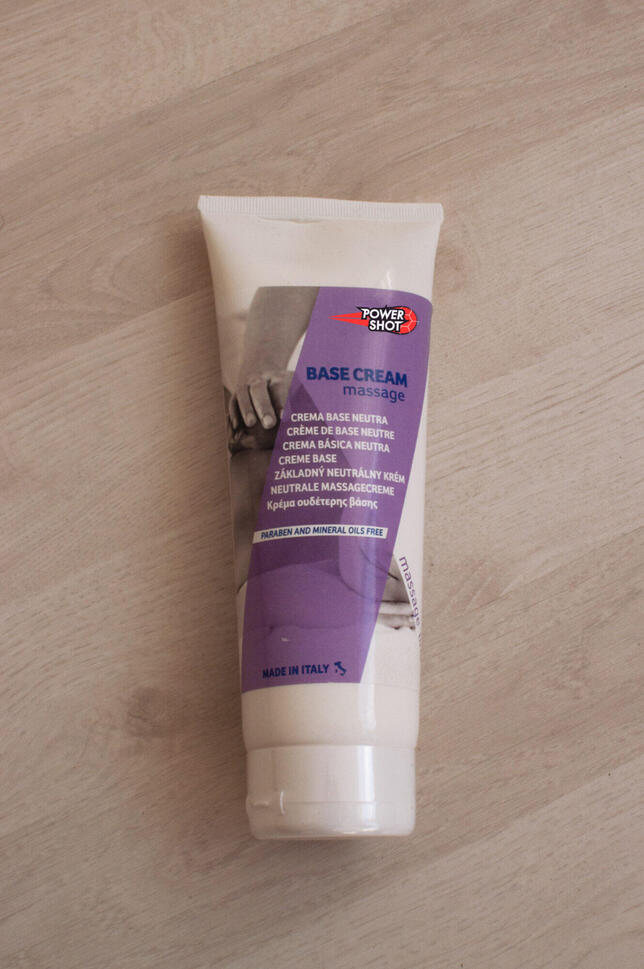 POWER
SHOT
BASE CREAM
massage
CREMA BASE NEUTRA
CRÈME DE BASE NEUTRE
CREMA BÁSICA NEUTRA
CREME BASE
ZÁKLADNÝ NEUTRÁLNY KRÉM
NEUTRALE MASSAGECREME
Κρέμα ουδέτερης βάσης
PARABEN AND MINERAL OILS FREE
massage
MADE IN ITALY